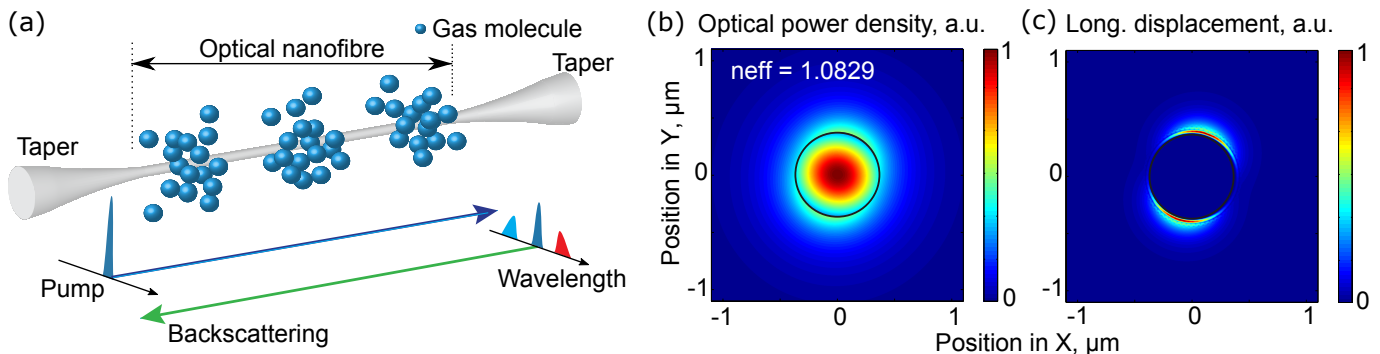 (a)
Gas molecule
Optical nanofibre
Taper
Taper
Pump
Wavelength
Backscattering
(b) Optical power density, a.u.
neff = 1.0829
1
0
-1
Position in Y, µm
-1 0 1
1
0
(c) Long. displacement, a.u.
1
0
-1
-1 0 1
1
0
Position in X, µm